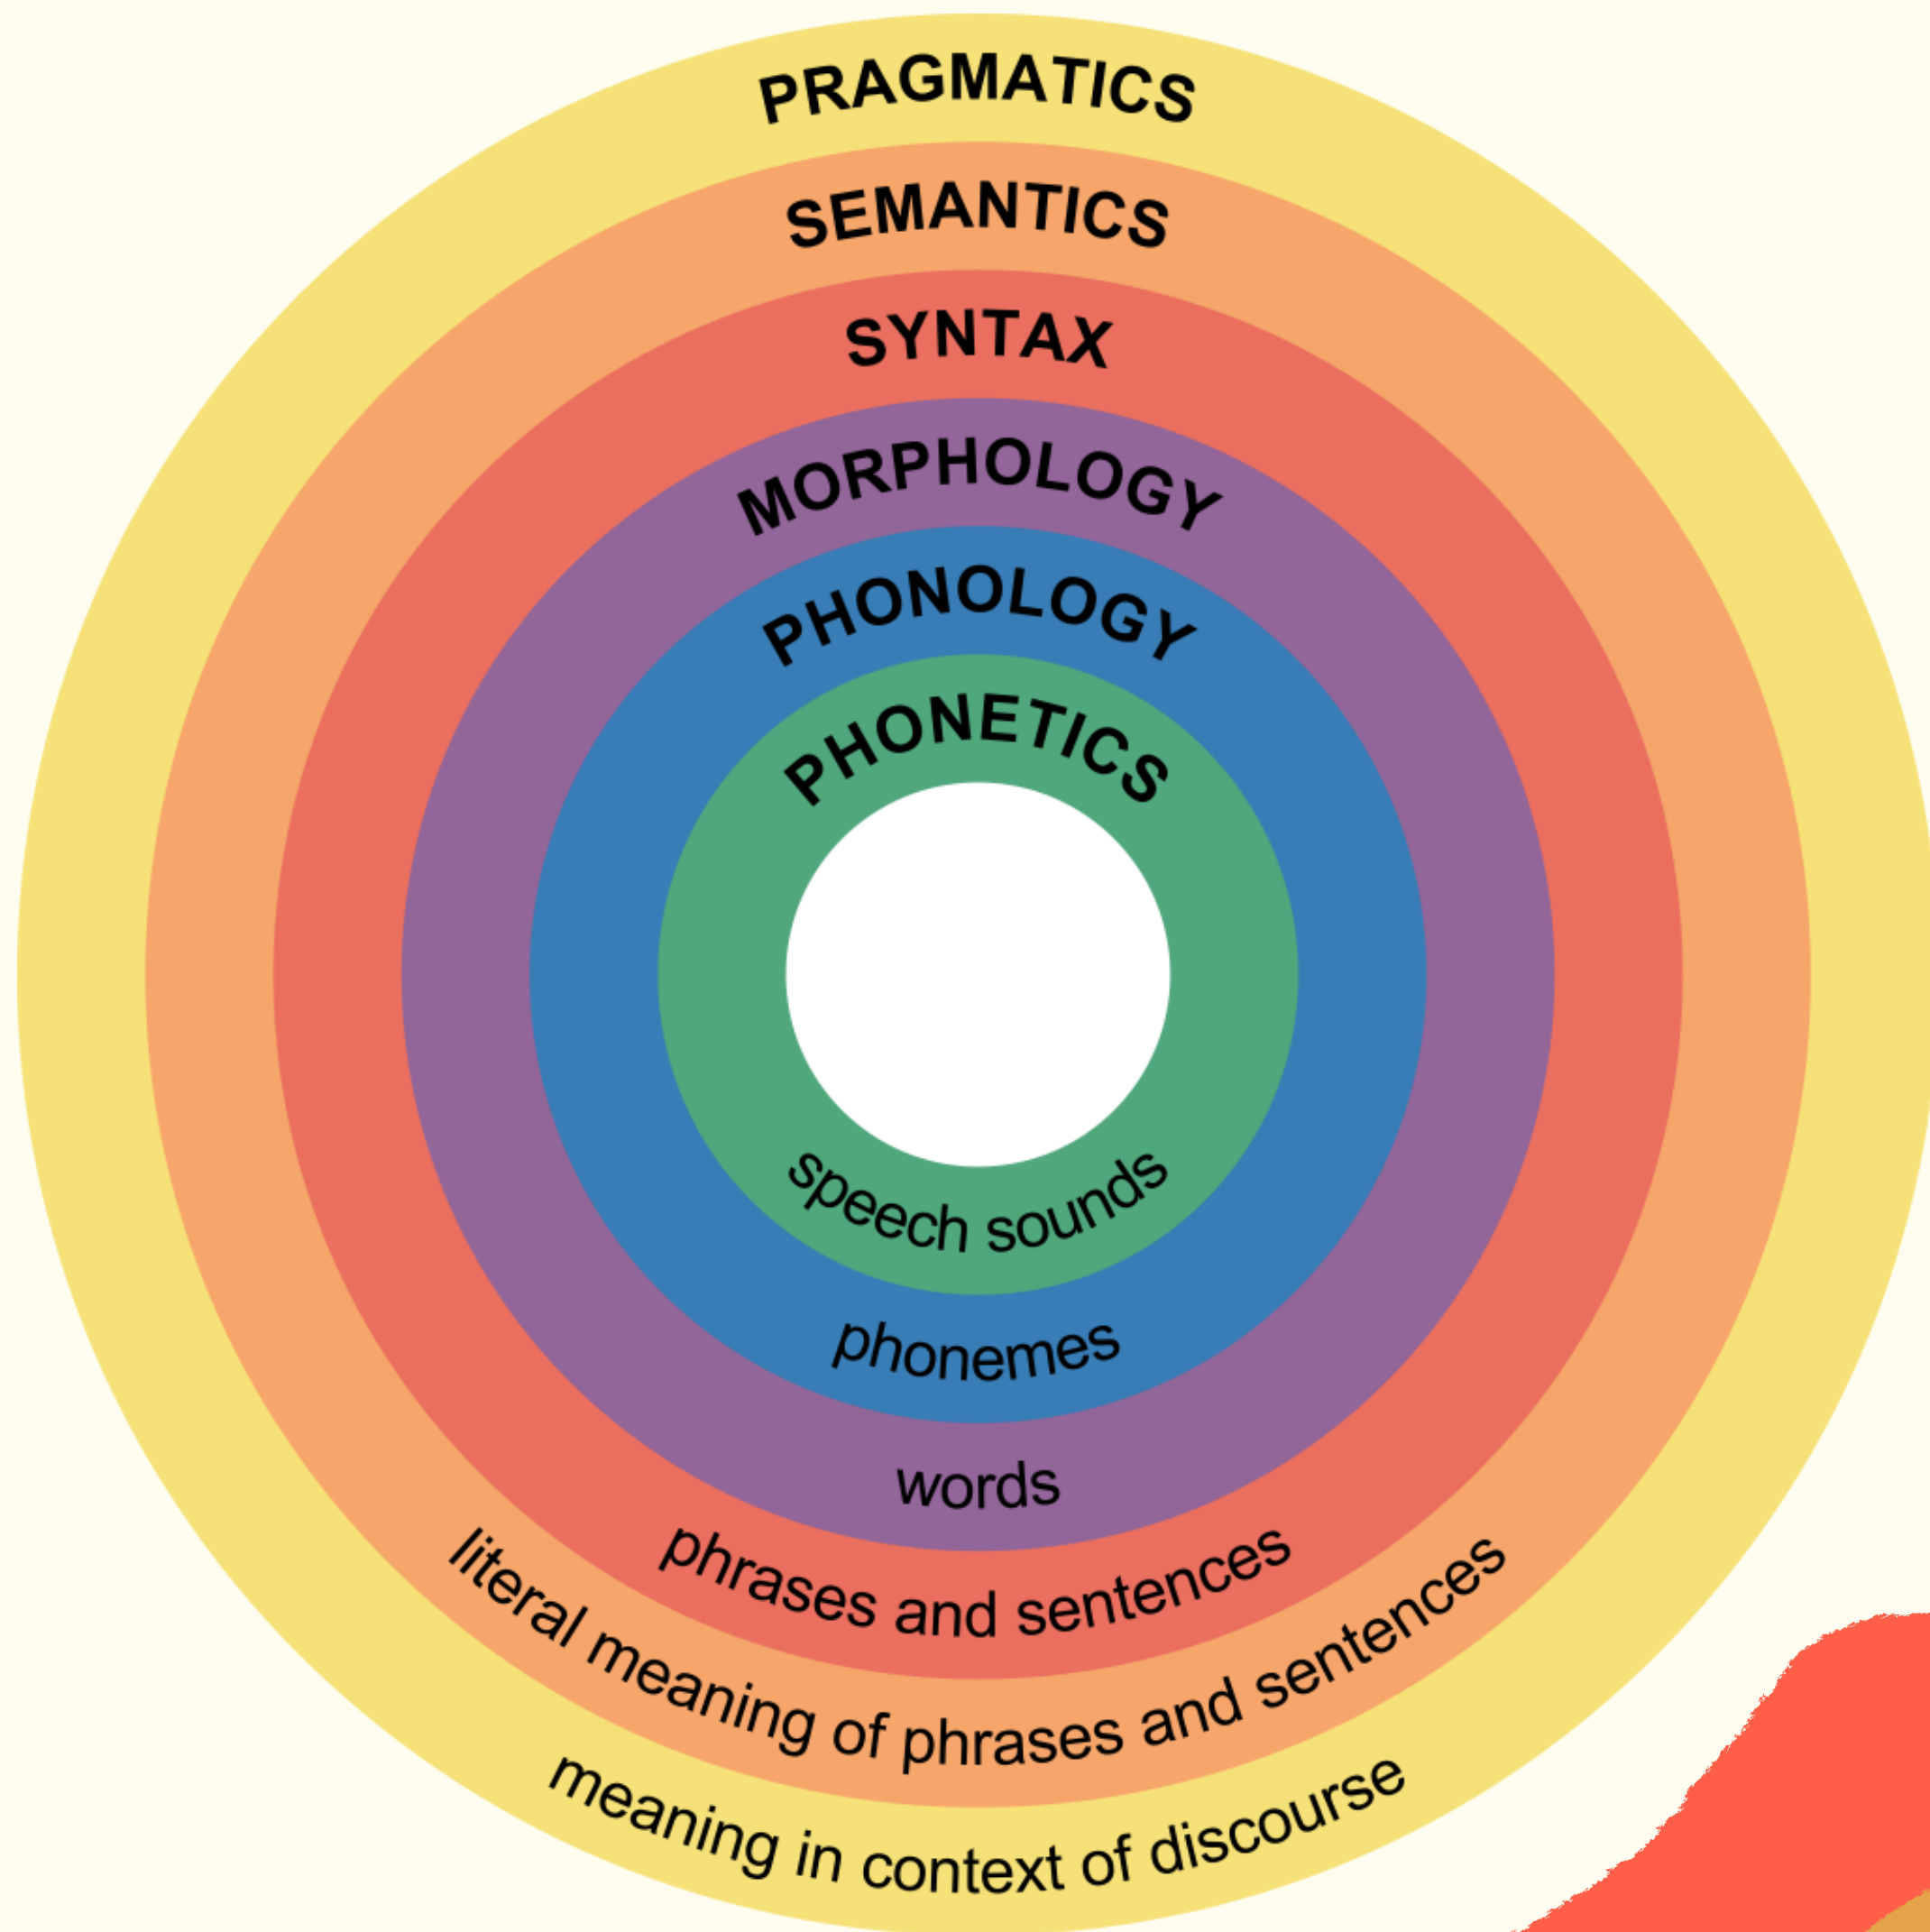 PRAGMATICS
SEMANTICS
SYNTAX
MORPHOLOGY
PHONOLOGY
PHONETICS
speech sounds
phonemes
words
phrases and sentences
literal meaning of phrases and sentences
meaning in context of discourse